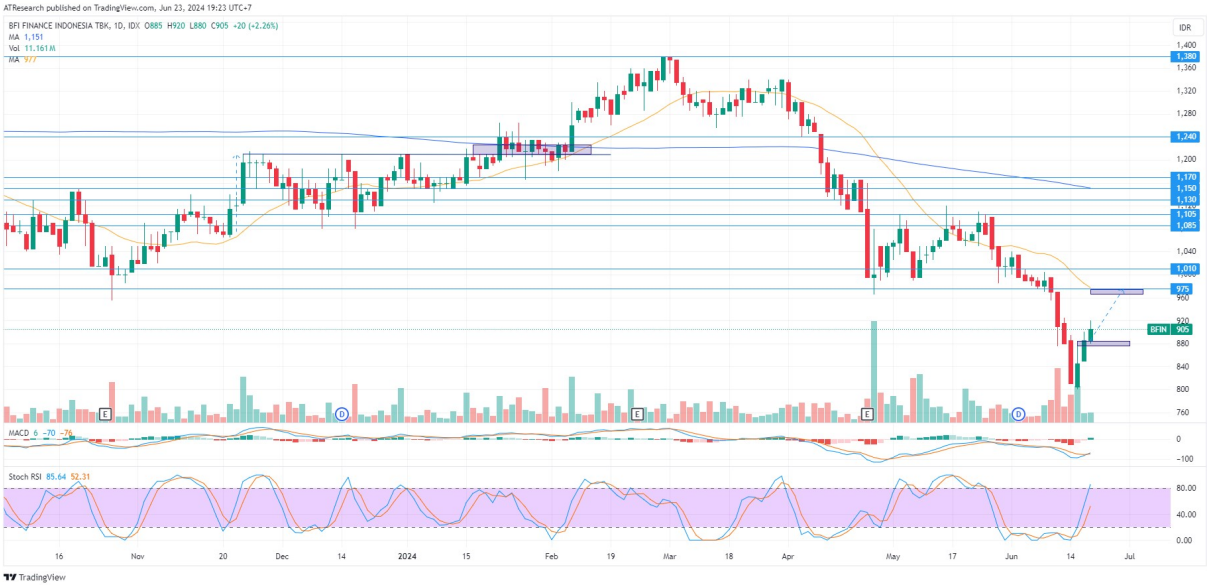 ATResearch published on TradingView.com, Jun 23, 2024 19:23 UTC+7
BFI FINANCE INDONESIA TBK, 1D, IDX O885 H920 L880 C905 +20 (+2.26%)
MA 1,151
Vol 11.161M
MA 977
IDR
1,400
1,380
1,360
1,320
1,280
1,240
1,200
1,170
1,150
1,130
1,105
1,085
1,040
1,010
975
960
920
BFIN 905
880
840
800
760
E D E E D
MACD 6 −70 −76
0
−100
Stoch RSI 85.64 52.31
80.00
40.00
0.00
16 Nov 20 Dec 14 2024 15 Feb 19 Mar 18 Apr May 17 Jun 14 Jul
TradingView